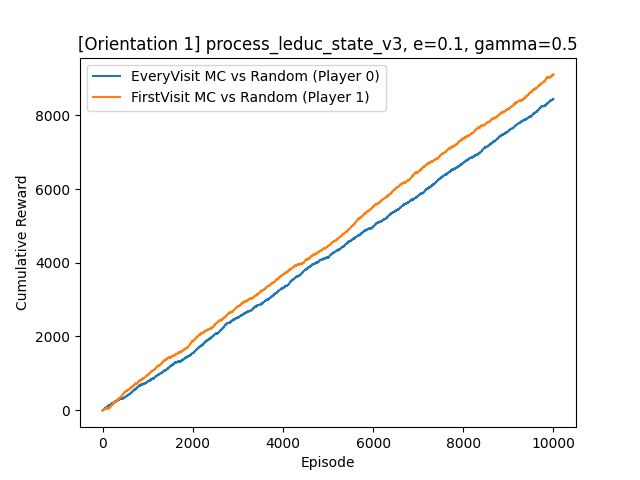 [Orientation 1] process_leduc_state_v3, e=0.1, gamma=0.5
EveryVisit MC vs Random (Player 0)
FirstVisit MC vs Random (Player 1)
8000
6000
4000
2000
0
Cumulative Reward
0 2000 4000 6000 8000 10000
Episode